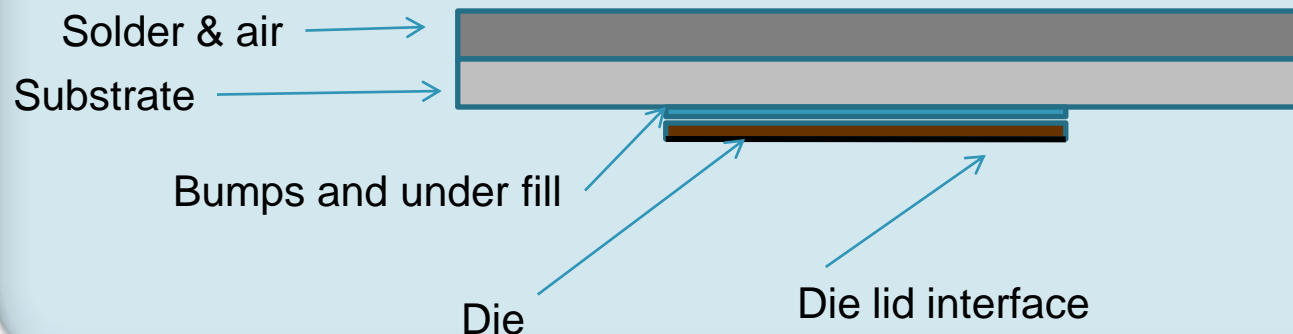 Solder & air
Substrate
Bumps and under fill
Die lid interface
Die